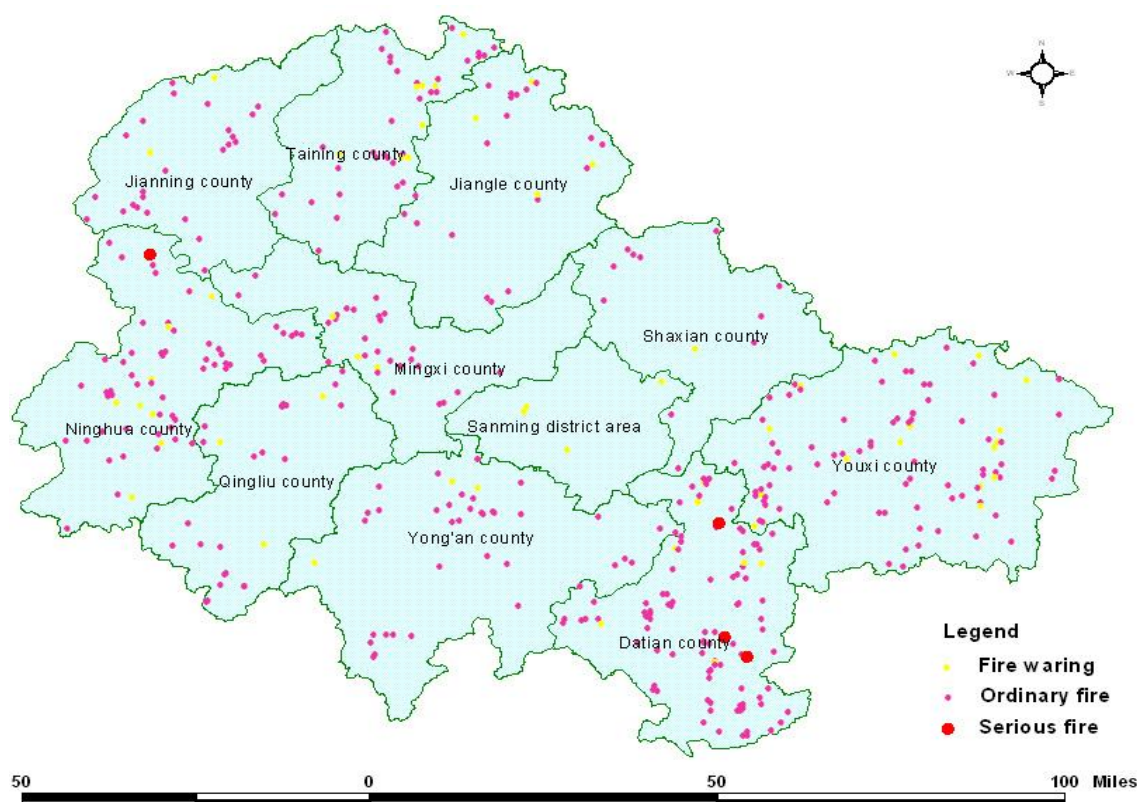 N
W E
S
Taining county
Jianning county
Jiangle county
Shaxian county
Mingxi county
Ninghua county
Sanming district area
Youxi county
Qingliu county
Yong'an county
Datian county
Legend
Fire waring
Ordinary fire
Serious fire
50 0 50 100 Miles